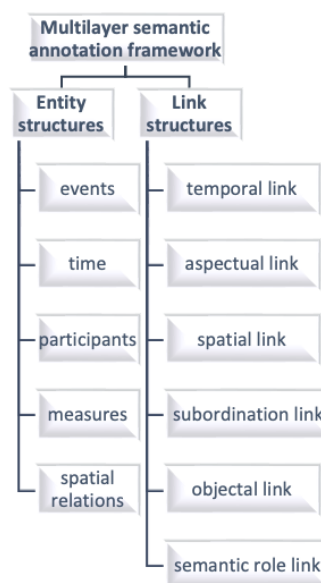 Multilayer semantic
annotation framework
Entity
structures
events
time
participants
measures
spatial
relations
Link
structures
temporal link
aspectual link
spatial link
subordination link
objectal link
semantic role link